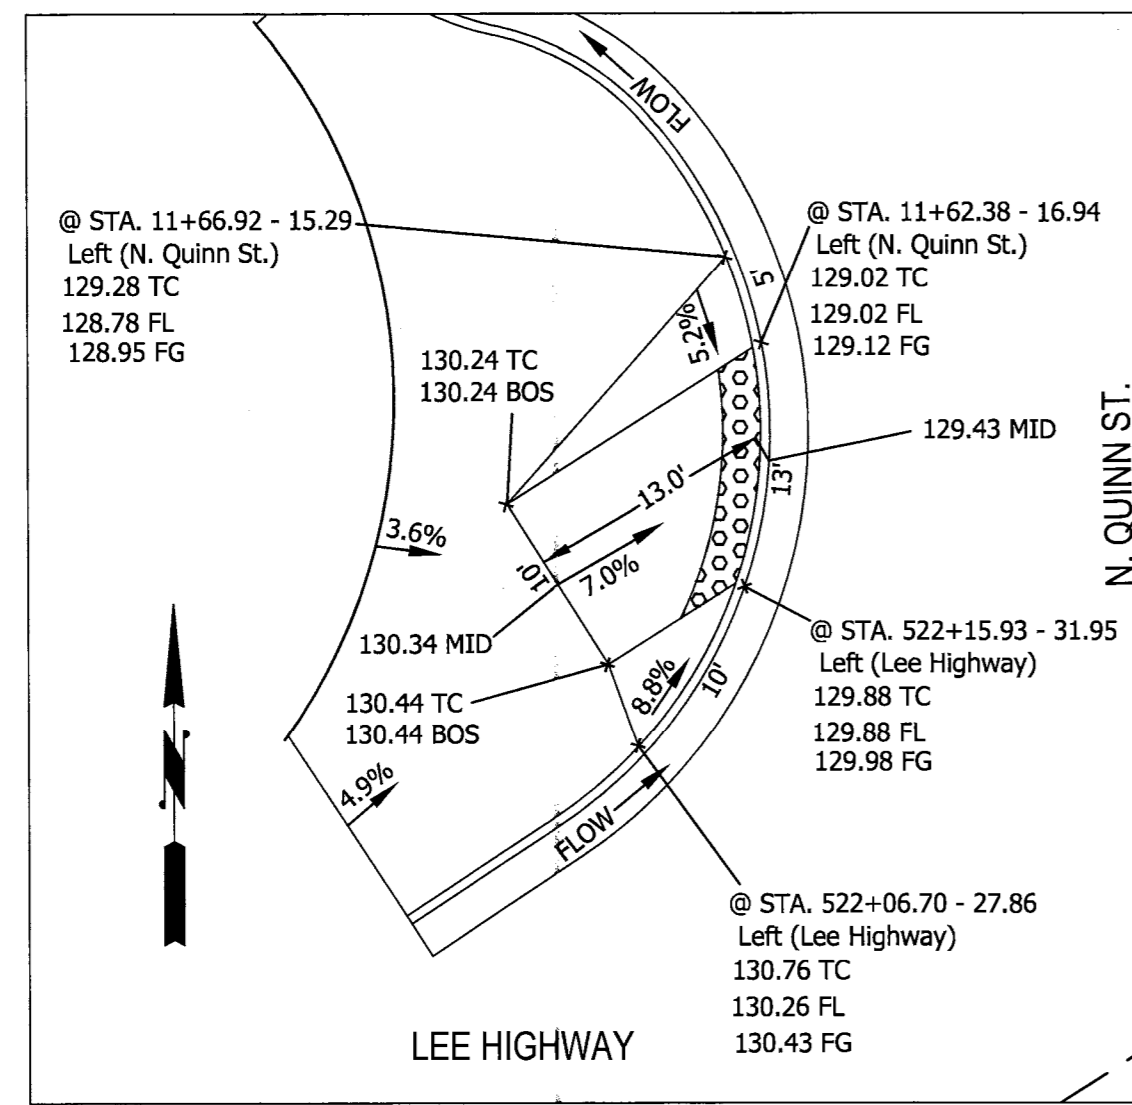 FLOW
@ STA. 11+66.92 - 15.29
Left (N. Quinn St.)
129.28 TC
128.78 FL
128.95 FG
@ STA. 11+62.38 - 16.94
Left (N. Quinn St.)
129.02 TC
129.02 FL
129.12 FG
5'
5.2%
130.24 TC
130.24 BOS
129.43 MID
N. QUINN ST.
13.0'
13'
3.6%
10'
7.0%
130.34 MID
@ STA. 522+15.93 - 31.95
Left (Lee Highway)
129.88 TC
129.88 FL
129.98 FG
8.8%
10'
130.44 TC
130.44 BOS
N
4.9%
FLOW
@ STA. 522+06.70 - 27.86
Left (Lee Highway)
130.76 TC
130.26 FL
130.43 FG
LEE HIGHWAY